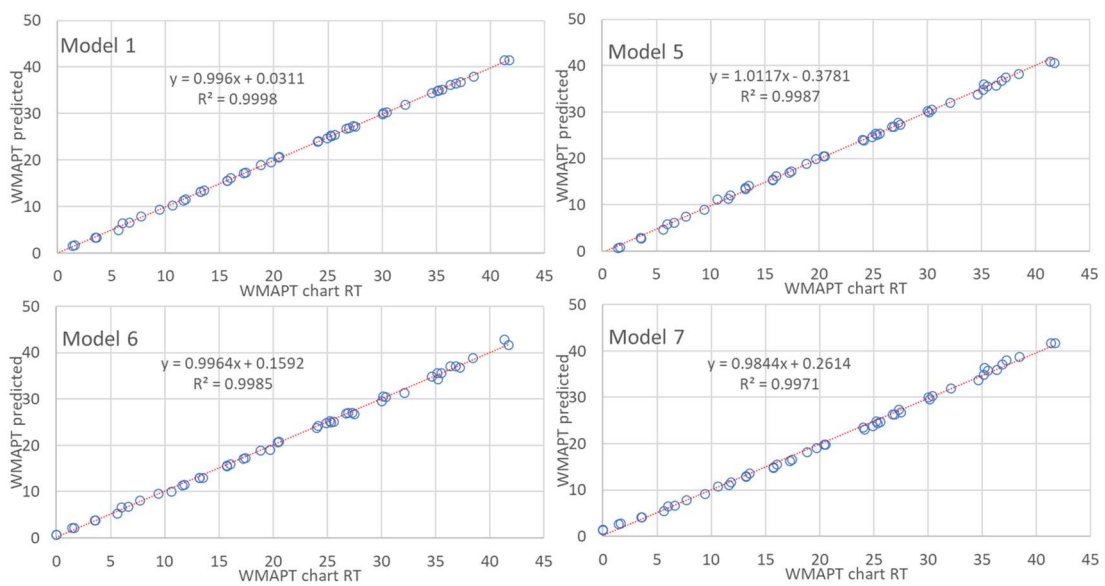 Model 1
y = 0.996x + 0.0311
R² = 0.9998
WMAPT predicted
50
40
30
20
10
0
0 5 10 15 20 25 30 35 40 45
WMAPT chart RT
Model 5
y = 1.0117x - 0.3781
R² = 0.9987
WMAPT predicted
50
40
30
20
10
0
0 5 10 15 20 25 30 35 40 45
WMAPT chart RT
Model 6
y = 0.9964x + 0.1592
R² = 0.9985
WMAPT predicted
50
40
30
20
10
0
0 5 10 15 20 25 30 35 40 45
WMAPT chart RT
Model 7
y = 0.9844x + 0.2614
R² = 0.9971
WMAPT predicted
50
40
30
20
10
0
0 5 10 15 20 25 30 35 40 45
WMAPT chart RT